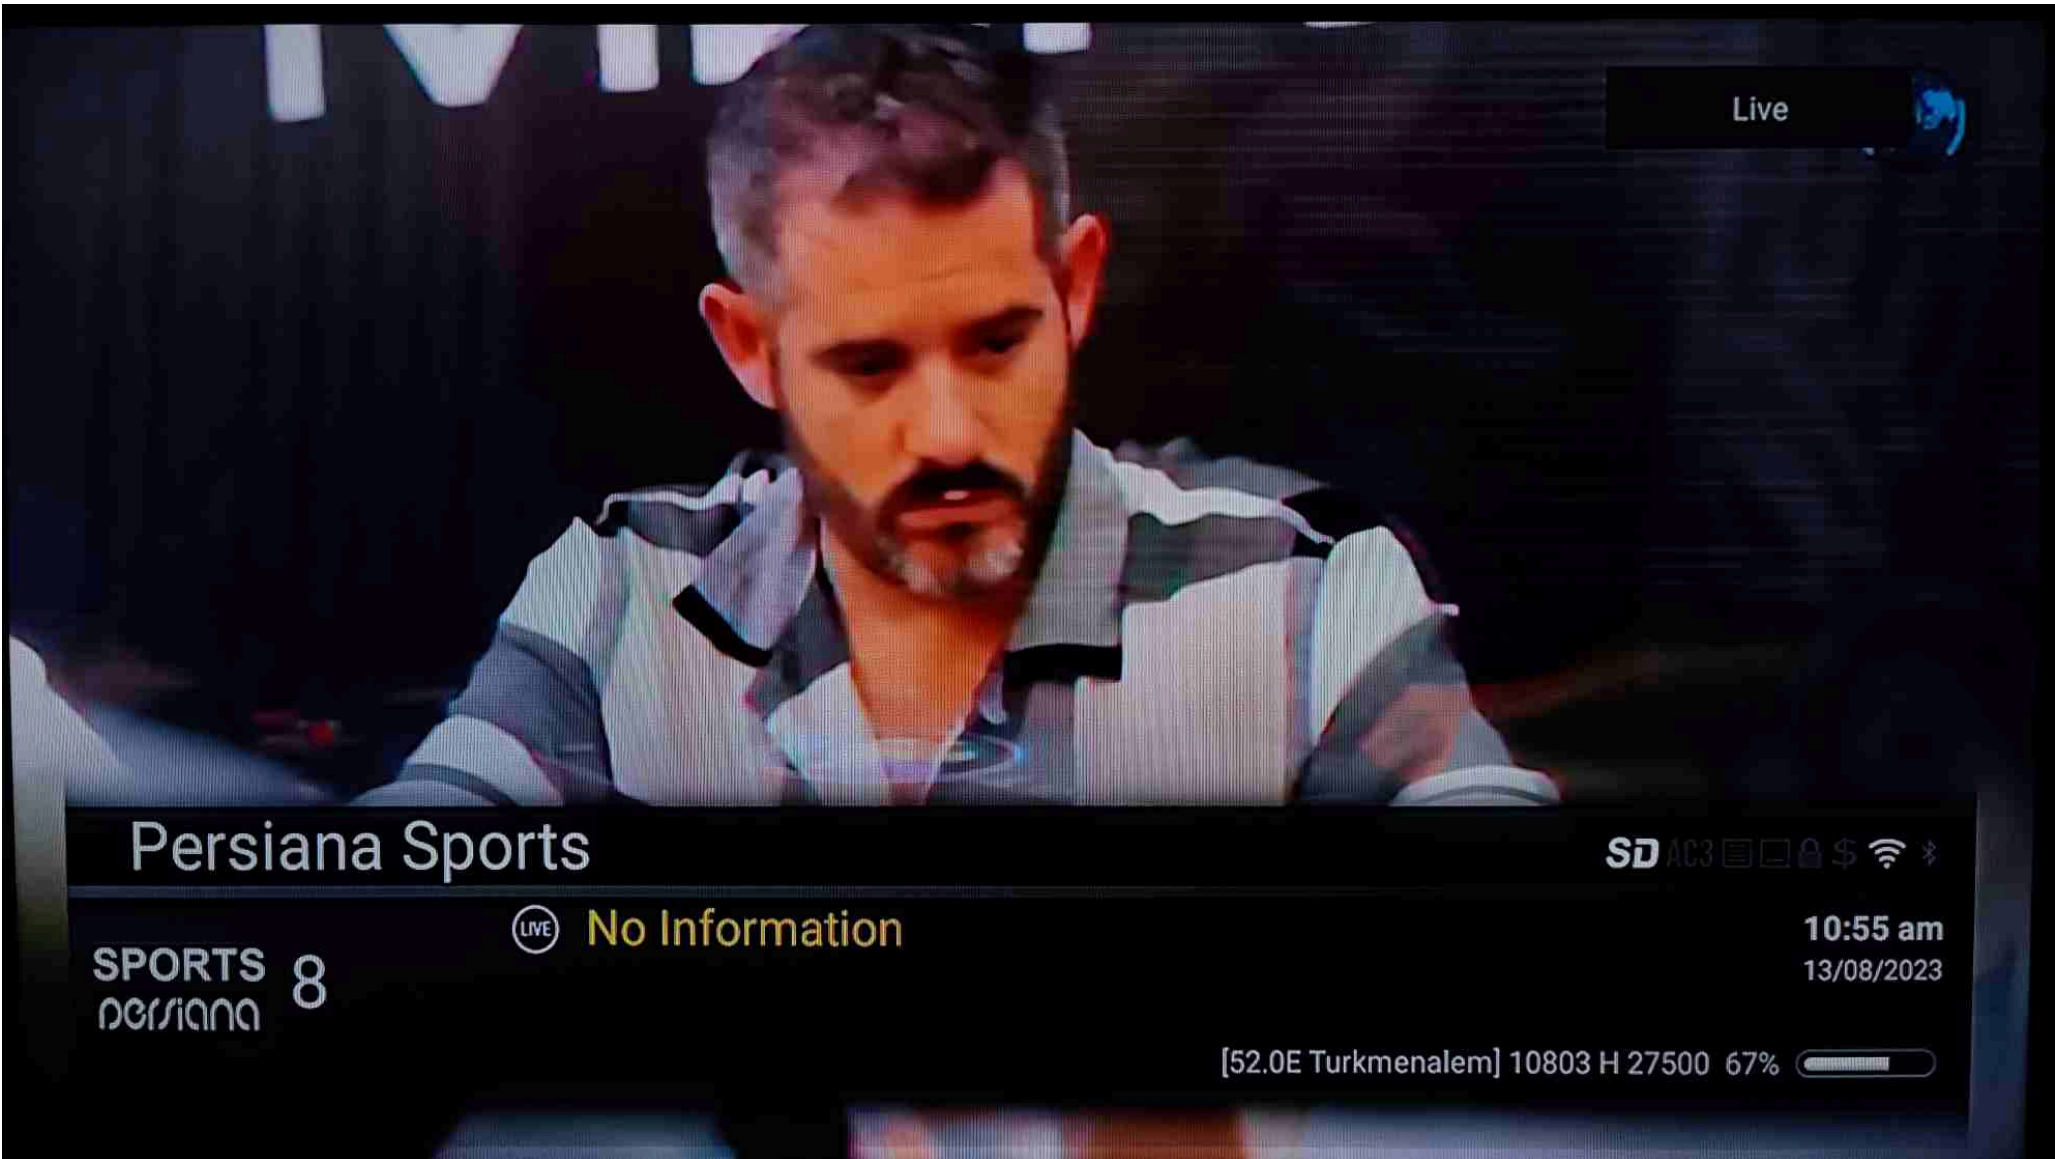 Live
Persiana Sports
SD AC3 $
LIVE No Information
10:55 am
13/08/2023
SPORTS 8
persiana
[52.0E Turkmenalem] 10803 H 27500 67%